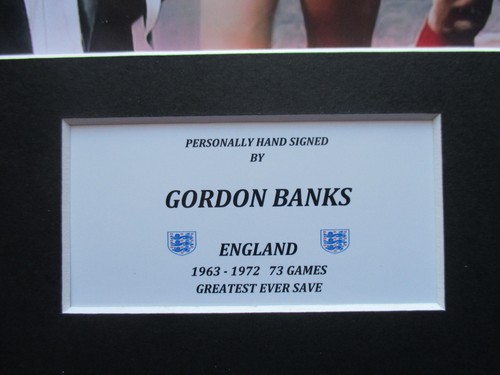 PERSONALLY HAND SIGNED
BY
GORDON BANKS
ENGLAND
1963 - 1972 73 GAMES
GREATEST EVER SAVE